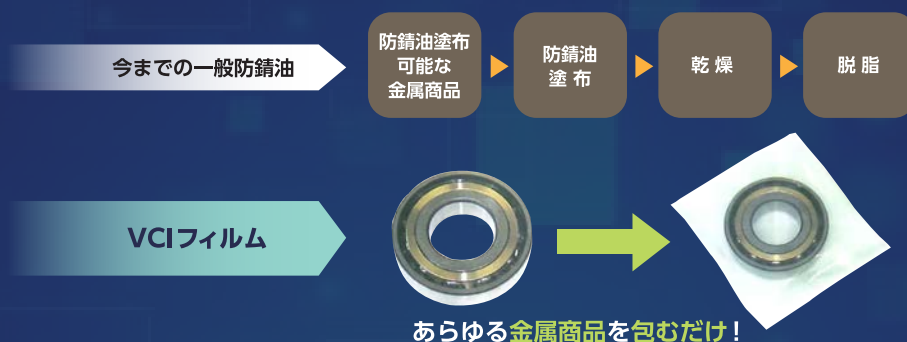 今までの一般防錆油
防錆油塗布
可能な
金属商品
防錆油
塗布
乾燥
脱脂
VCIフィルム
あらゆる金属商品を包むだけ！